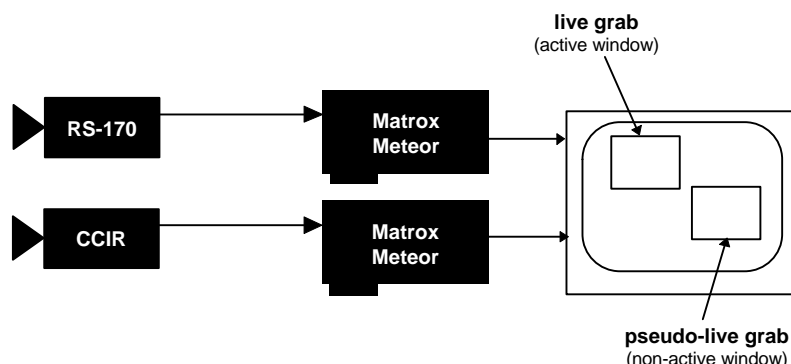 live grab
(active window)
RS-170
Matrox
Meteor
CCIR
Matrox
Meteor
pseudo-live grab
(non-active window)